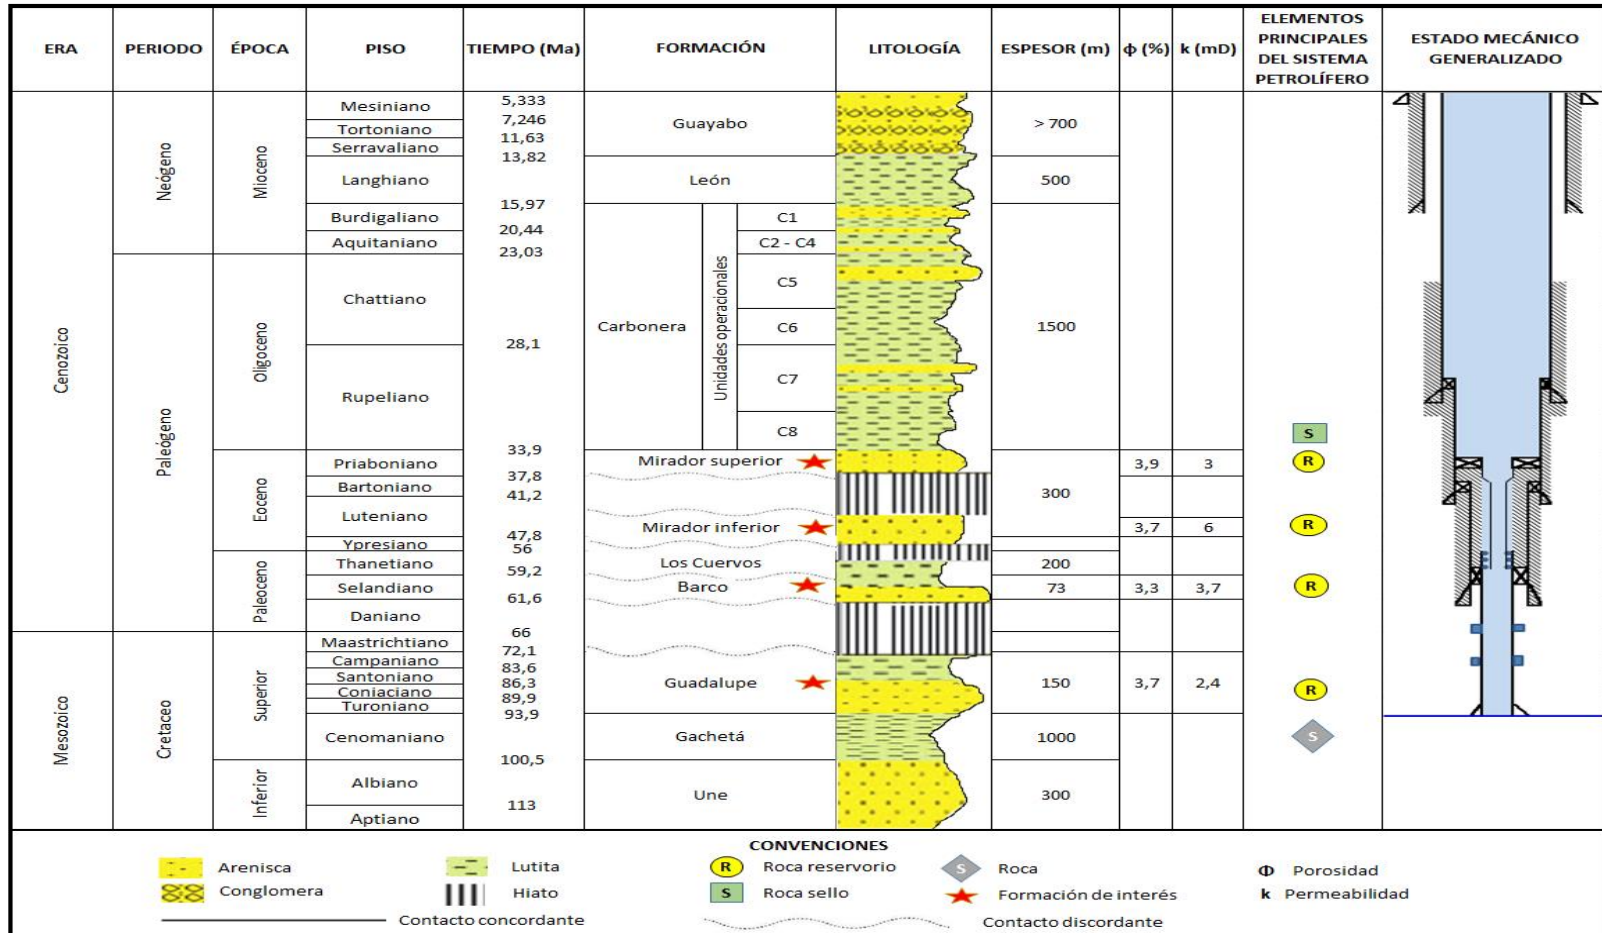 ERA PERIODO ÉPOCA PISO TIEMPO (Ma) FORMACIÓN LITOLOGÍA ESPESOR (m) ϕ (%) k (mD) ELEMENTOS PRINCIPALES DEL SISTEMA PETROLÍFERO ESTADO MECÁNICO GENERALIZADO
Cenozoico
Mesozoico
Neógeno
Paleógeno
Cretaceo
Mioceno
Oligoceno
Eoceno
Paleoceno
Superior
Inferior
Mesiniano
Tortoniano
Serravaliano
Langhiano
Burdigaliano
Aquitaniano
Chattiano
Rupeliano
Priaboniano
Bartoniano
Luteniano
Ypresiano
Thanetiano
Selandiano
Daniano
Maastrichtiano
Campaniano
Santoniano
Coniaciano
Turoniano
Cenomaniano
Albiano
Aptiano
5,333
7,246
11,63
13,82
15,97
20,44
23,03
28,1
33,9
37,8
41,2
47,8
56
59,2
61,6
66
72,1
83,6
86,3
89,9
93,9
100,5
113
Guayabo
León
Carbonera
Unidades operacionales
C1
C2 - C4
C5
C6
C7
C8
Mirador superior
Mirador inferior
Los Cuervos
Barco
Guadalupe
Gachetá
Une
> 700
500
1500
300
200
73
150
1000
300
3,9 3
3,7 6
3,3 3,7
3,7 2,4
S
R
R
R
R
S
CONVENCIONES
Arenisca Lutita R Roca reservorio S Roca Φ Porosidad
Conglomera Hiato S Roca sello Formación de interés k Permeabilidad
Contacto concordante Contacto discordante